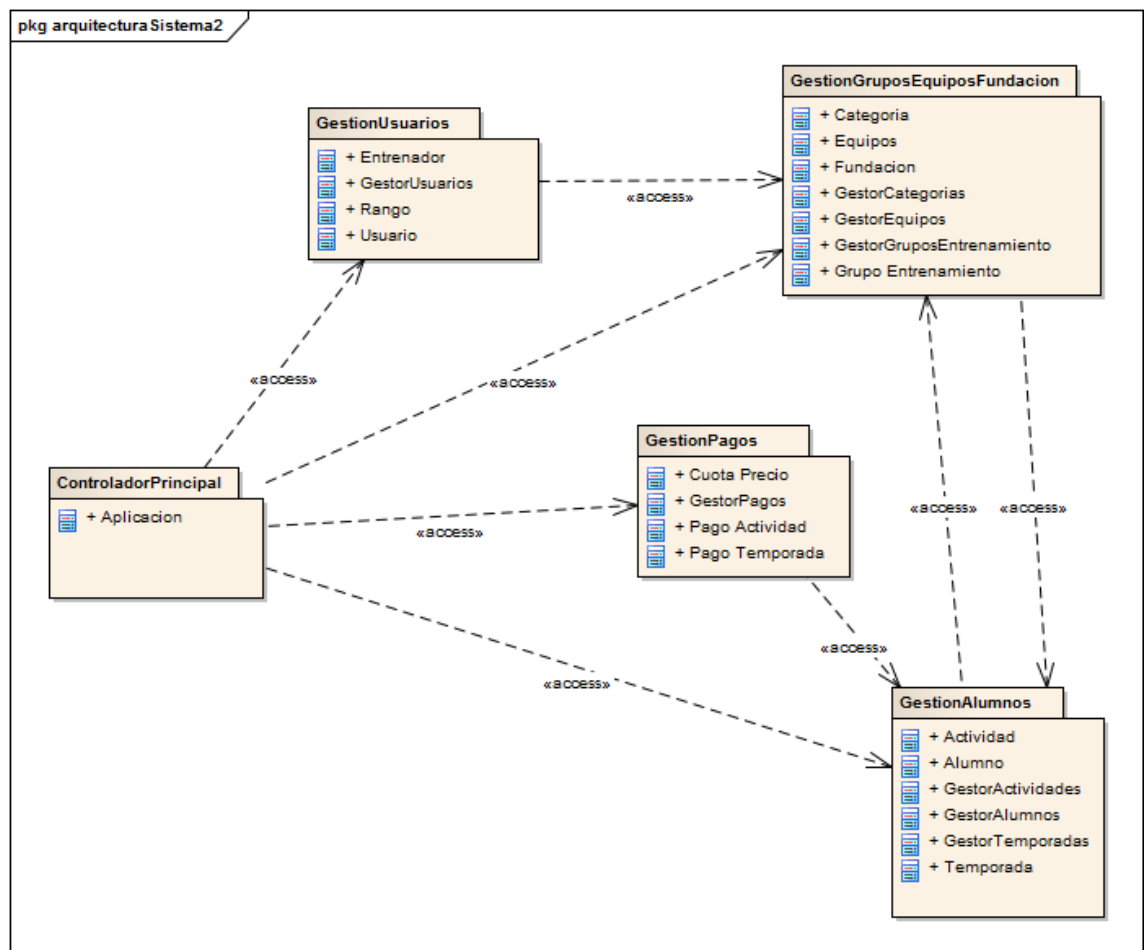 pkg arquitecturaSistema2
GestionGruposEquiposFundacion
+ Categoria
+ Equipos
+ Fundacion
+ GestorCategorias
+ GestorEquipos
+ GestorGruposEntrenamiento
+ Grupo Entrenamiento
GestionUsuarios
+ Entrenador
+ GestorUsuarios
+ Rango
+ Usuario
«access»
«access»
«access»
GestionPagos
+ Cuota Precio
+ GestorPagos
+ Pago Actividad
+ Pago Temporada
ControladorPrincipal
+ Aplicacion
«access»
«access»
«access»
«access»
«access»
GestionAlumnos
+ Actividad
+ Alumno
+ GestorActividades
+ GestorAlumnos
+ GestorTemporadas
+ Temporada